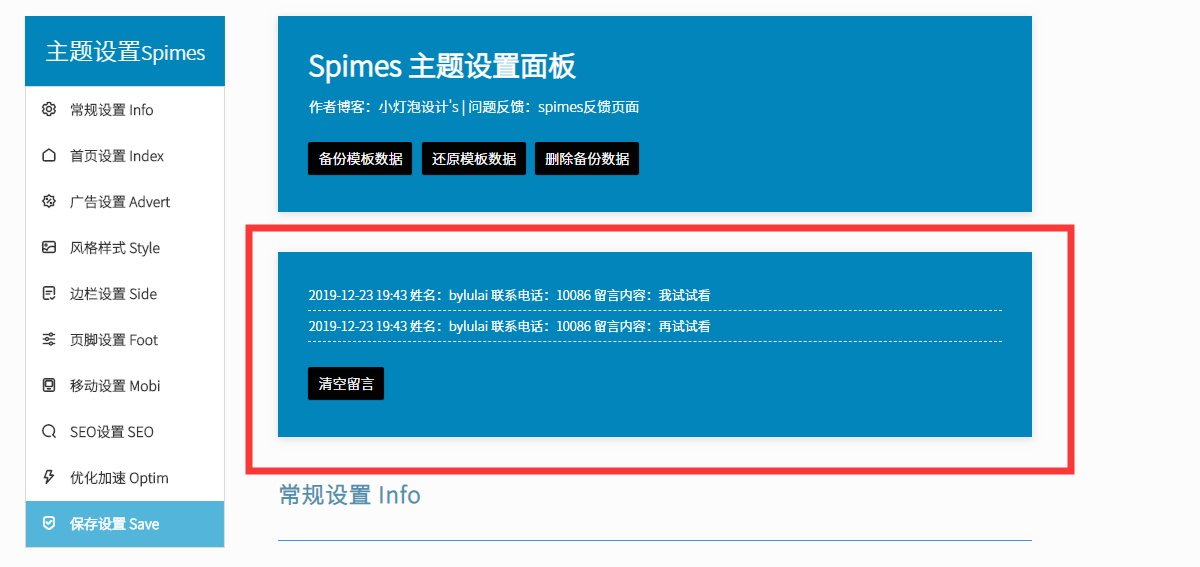 主题设置Spimes
常规设置 Info
首页设置 Index
广告设置 Advert
风格样式 Style
边栏设置 Side
页脚设置 Foot
移动设置 Mobi
SEO设置 SEO
优化加速 Optim
保存设置 Save
Spimes 主题设置面板
作者博客：小灯泡设计's | 问题反馈：spimes反馈页面
备份模板数据 还原模板数据 删除备份数据
2019-12-23 19:43 姓名：bylulai 联系电话：10086 留言内容：我试试看
2019-12-23 19:43 姓名：bylulai 联系电话：10086 留言内容：再试试看
清空留言
常规设置 Info